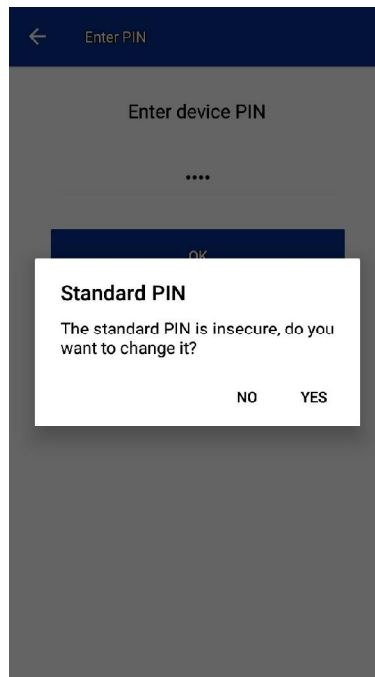 Enter PIN
Enter device PIN
••••
OK
Standard PIN
The standard PIN is insecure, do you
want to change it?
NO YES